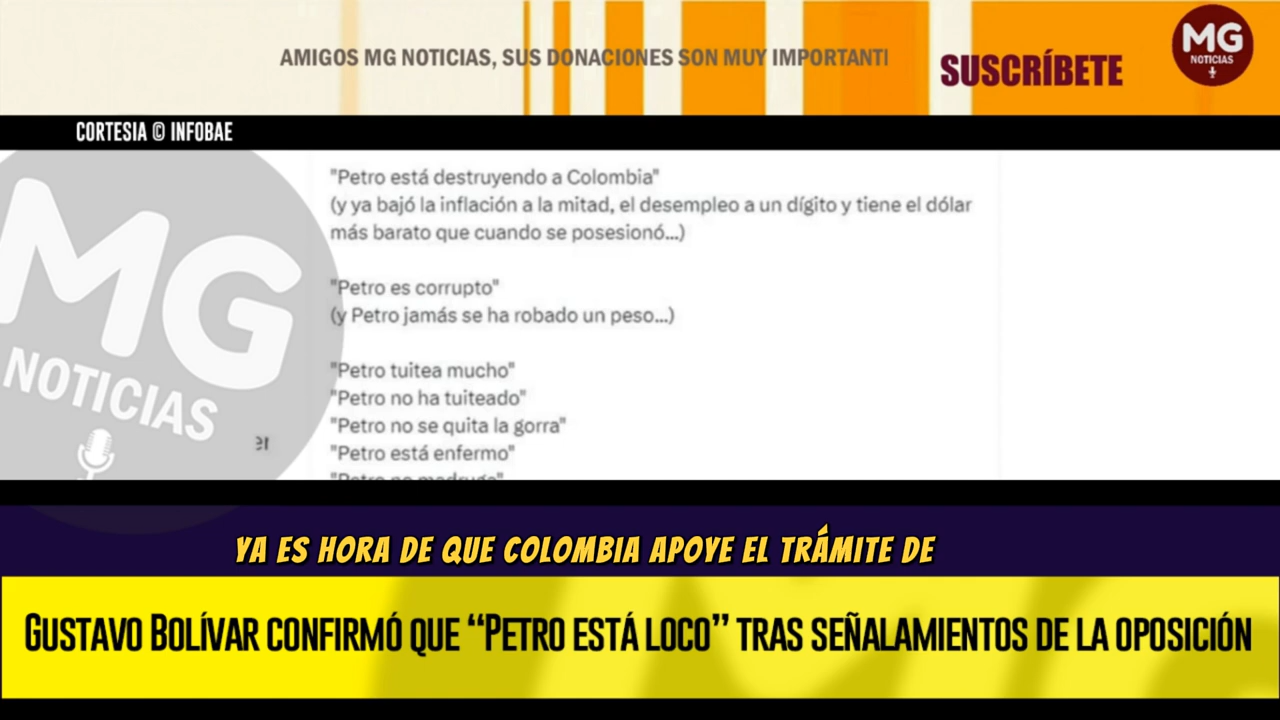 AMIGOS MG NOTICIAS, SUS DONACIONES SON MUY IMPORTANT
SUSCRÍBETE
MG
NOTICIAS
CORTESIA © INFOBAE
MG
NOTICIAS
"Petro está destruyendo a Colombia"
(y ya bajó la inflación a la mitad, el desempleo a un dígito y tiene el dólar
más barato que cuando se posesionó...)
"Petro es corrupto"
(y Petro jamás se ha robado un peso...)
"Petro tuitea mucho"
"Petro no ha tuiteado"
"Petro no se quita la gorra"
"Petro está enfermo"
"Petro no madruga"
YA ES HORA DE QUE COLOMBIA APOYE EL TRÁMITE DE
GUSTAVO BOLÍVAR CONFIRMÓ QUE “PETRO ESTÁ LOCO” TRAS SEÑALAMIENTOS DE LA OPOSICIÓN